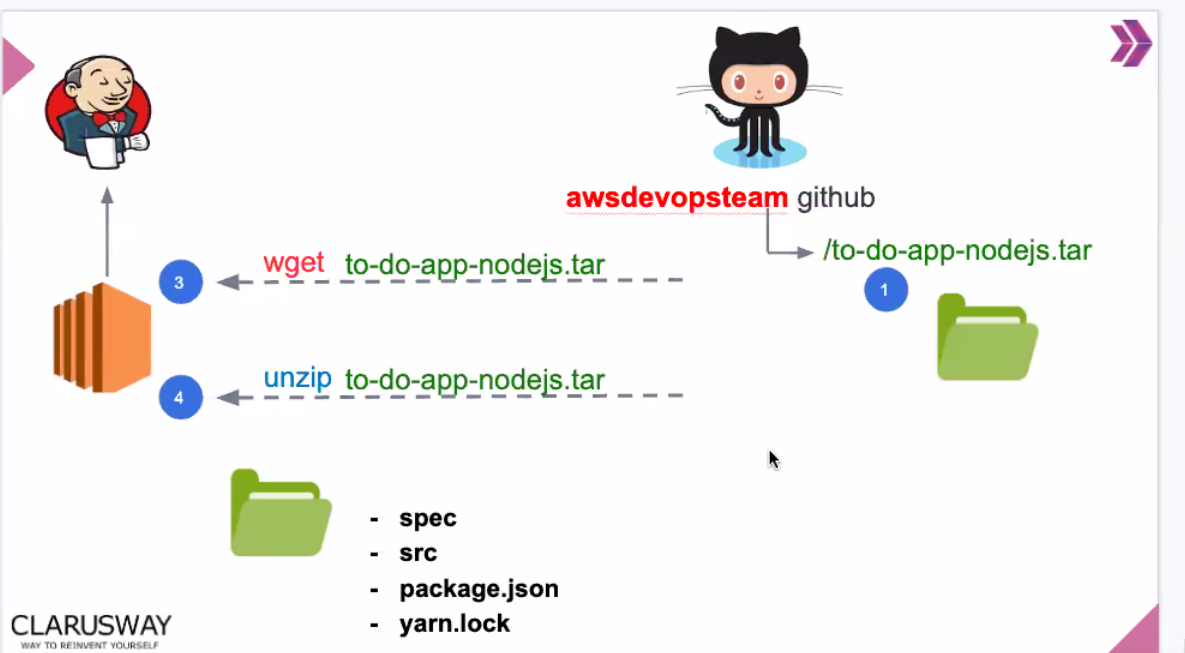 awsdevopsteam github
/to-do-app-nodejs.tar
1
3
wget to-do-app-nodejs.tar
4
unzip to-do-app-nodejs.tar
- spec
- src
- package.json
- yarn.lock
CLARUSWAY
WAY TO REINVENT YOURSELF